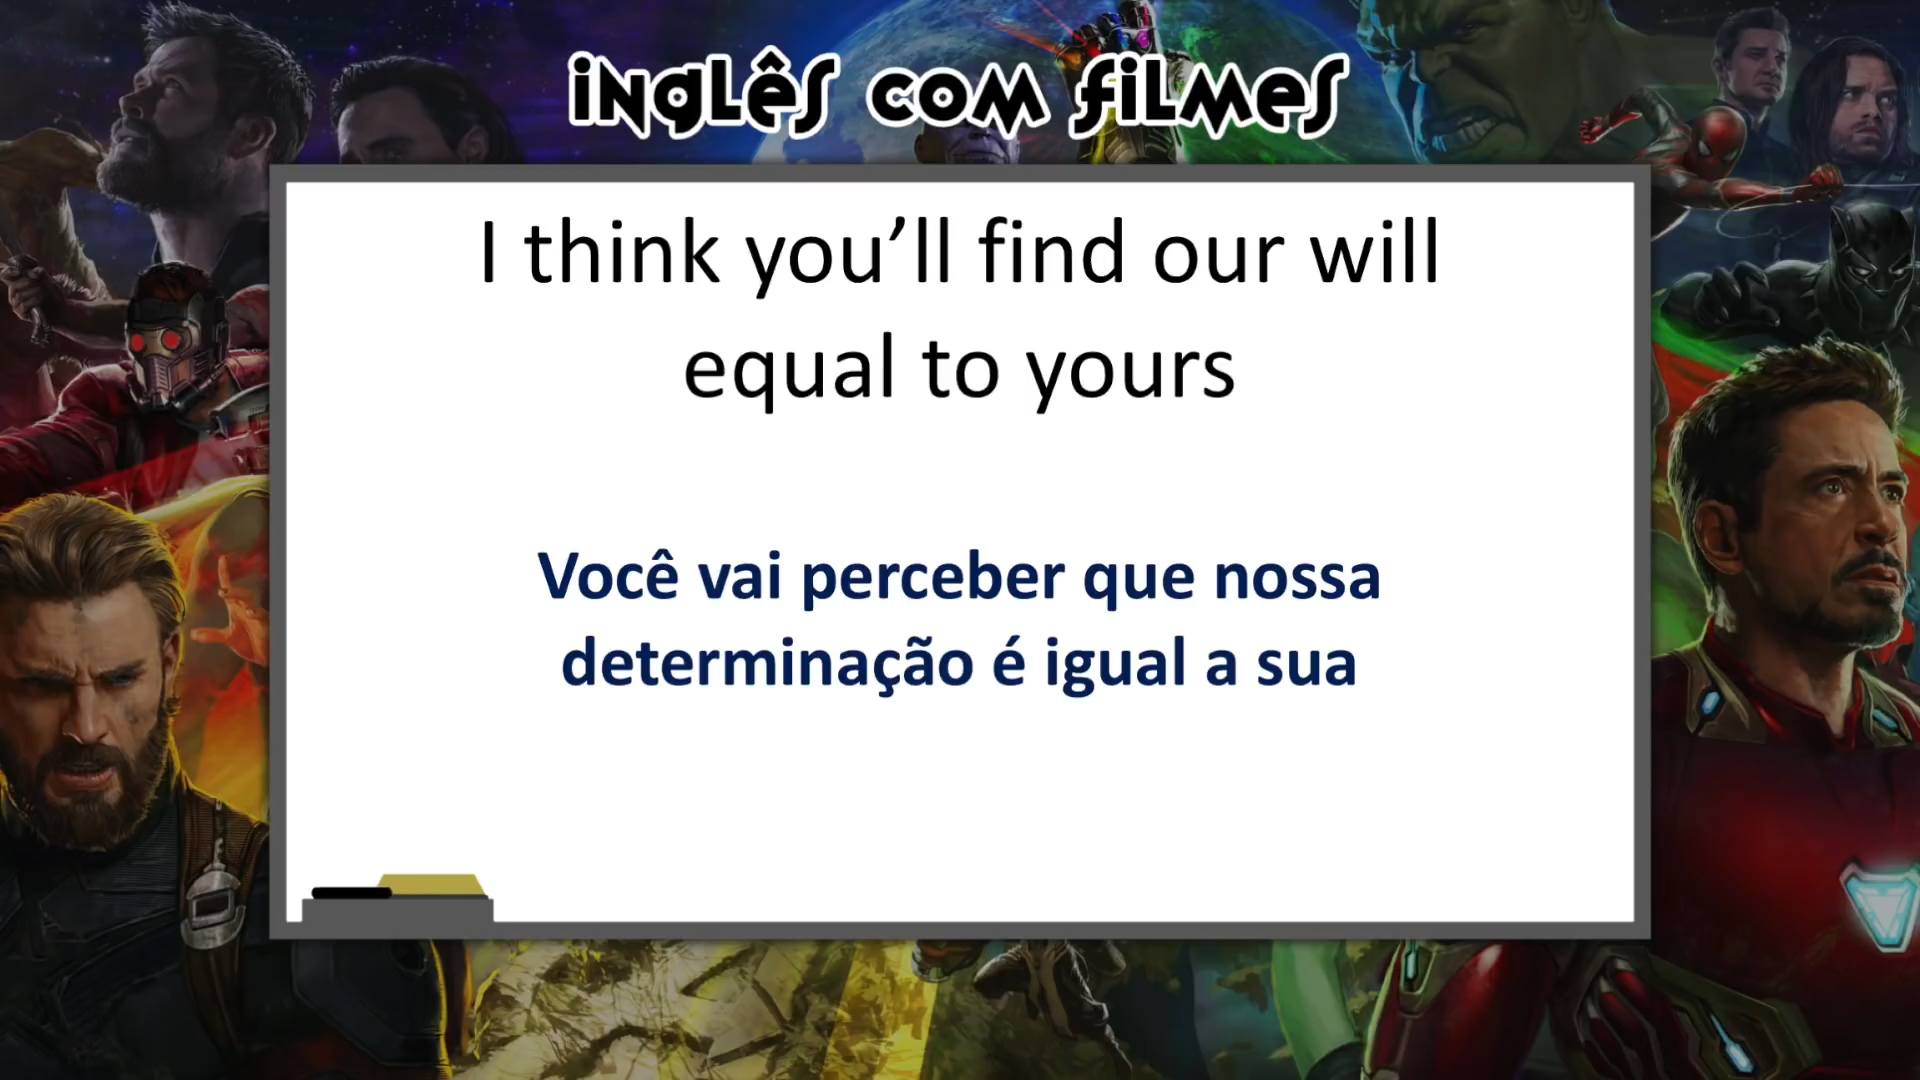 INGLÊS COM FILMES
I think you’ll find our will
equal to yours
Você vai perceber que nossa
determinação é igual a sua